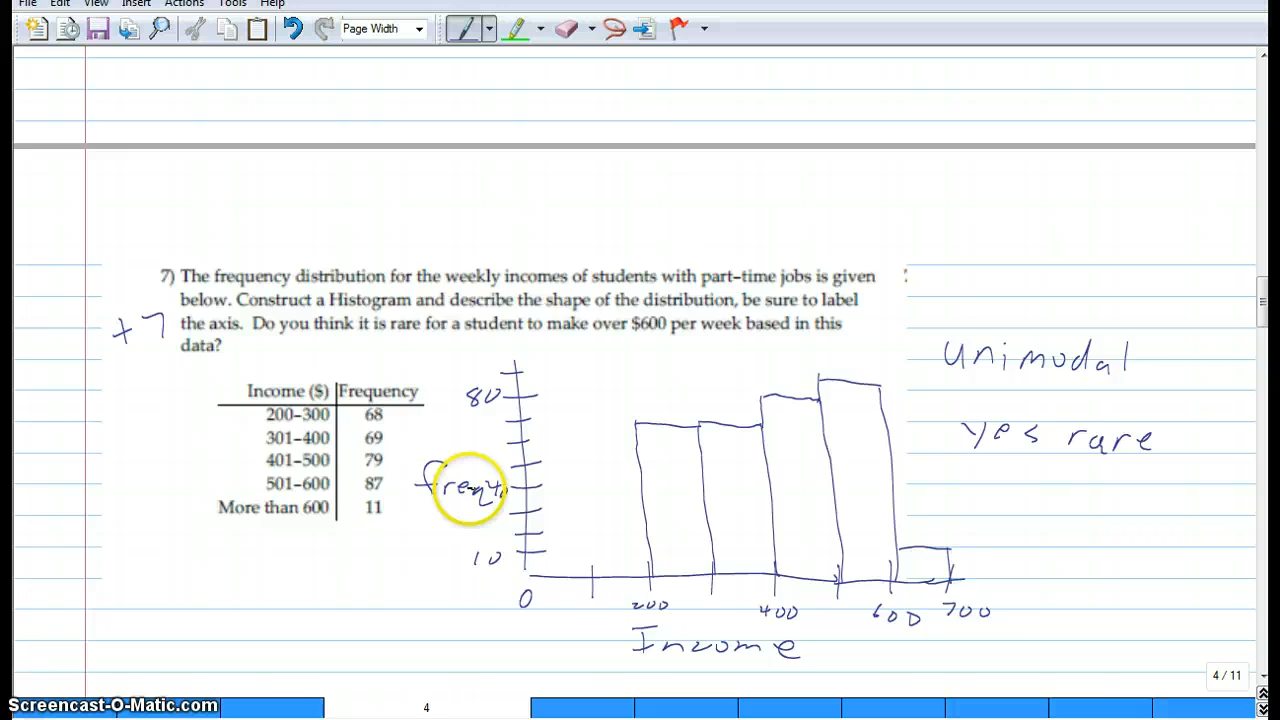 File Edit View Insert Actions Tools Help
Page Width
7) The frequency distribution for the weekly incomes of students with part-time jobs is given
below. Construct a Histogram and describe the shape of the distribution, be sure to label
the axis. Do you think it is rare for a student to make over $600 per week based in this
data?
+7
unimodal
yes rare
Income ($) Frequency
200-300 68
301-400 69
401-500 79
501-600 87
More than 600 11
80
10
0
200
400
600
700
Income
4 / 11
Screencast-O-Matic.com
4